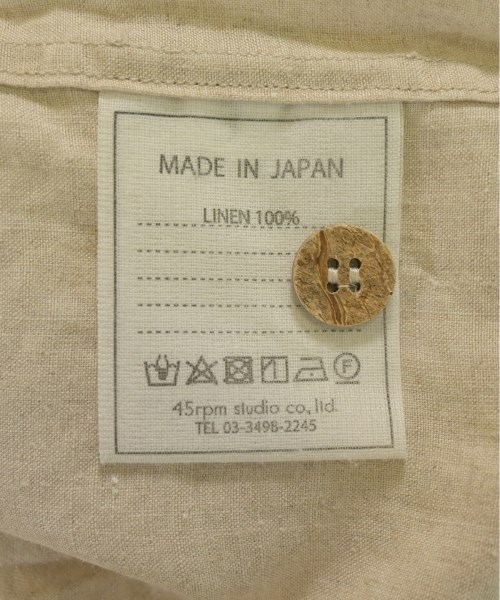 MADE IN JAPAN
LINEN 100%
F
45rpm studio co., ltd.
TEL 03-3498-2245